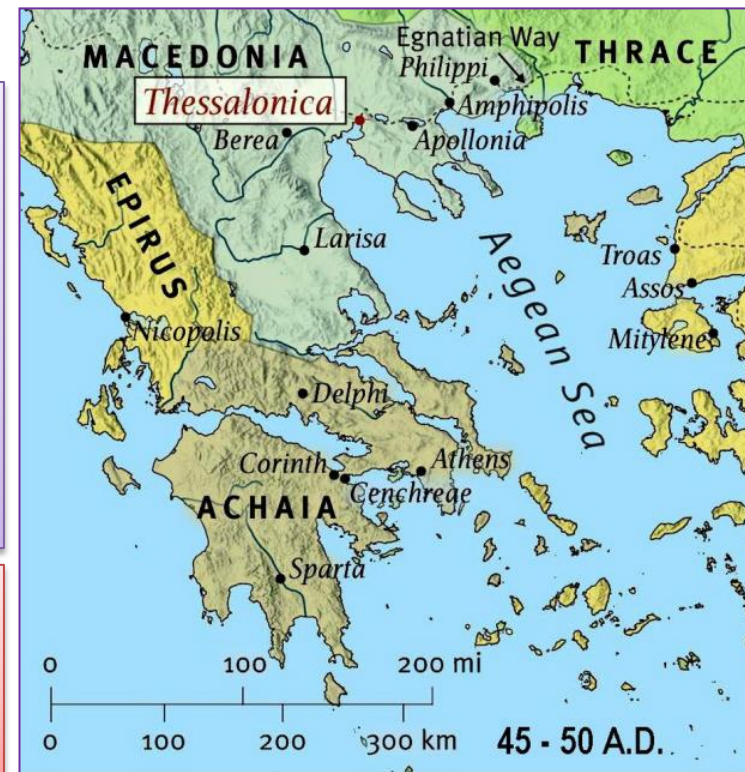 Egnatian Way
MACEDONIA
THRACE
Philippi
Thessalonica
Amphipolis
Berea
Apollonia
EPIRUS
Larisa
Aegean Sea
Troas
Assos
Nicopolis
Mitylene
Delphi
Corinth
Athens
Cenchreae
ACHAIA
Sparta
0 100 200 mi
0 100 200 300 km
45 - 50 A.D.